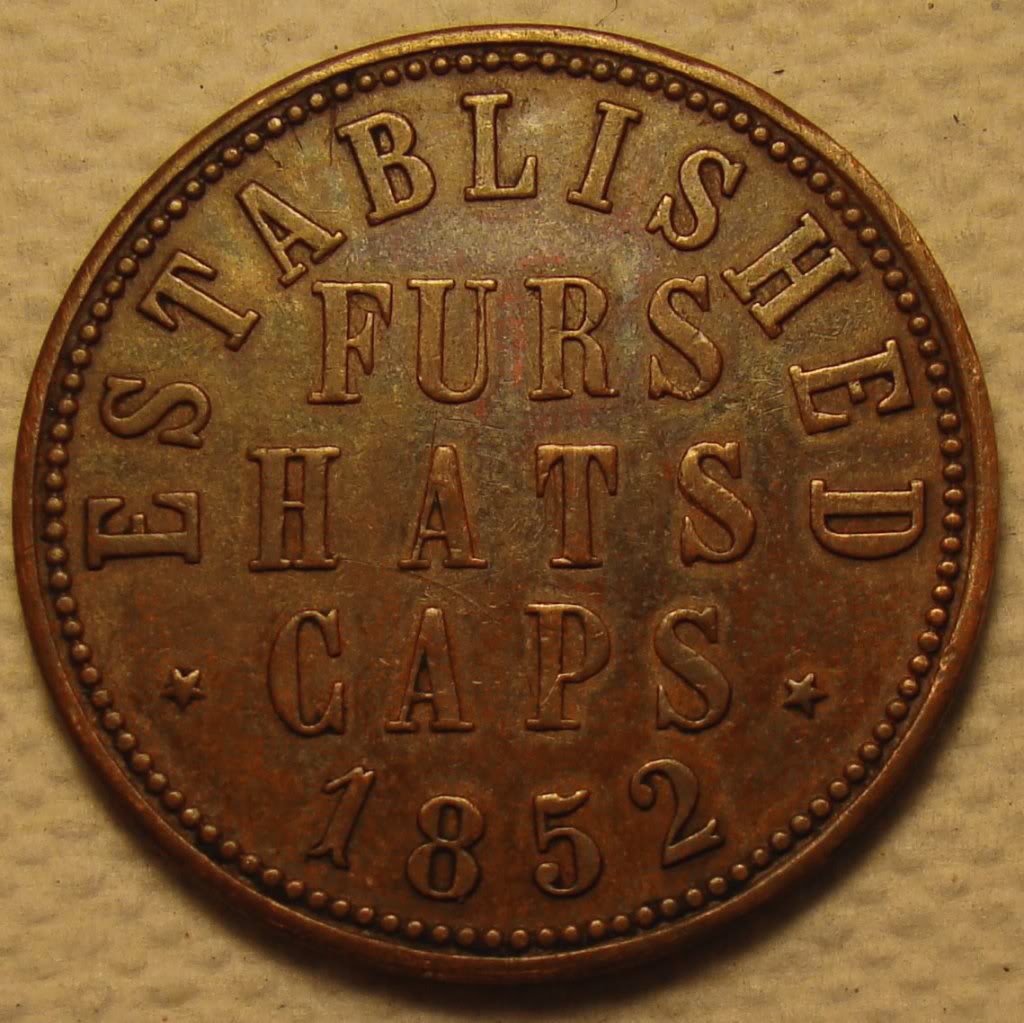 ESTABLISHED
FURS
HATS
CAPS
1852